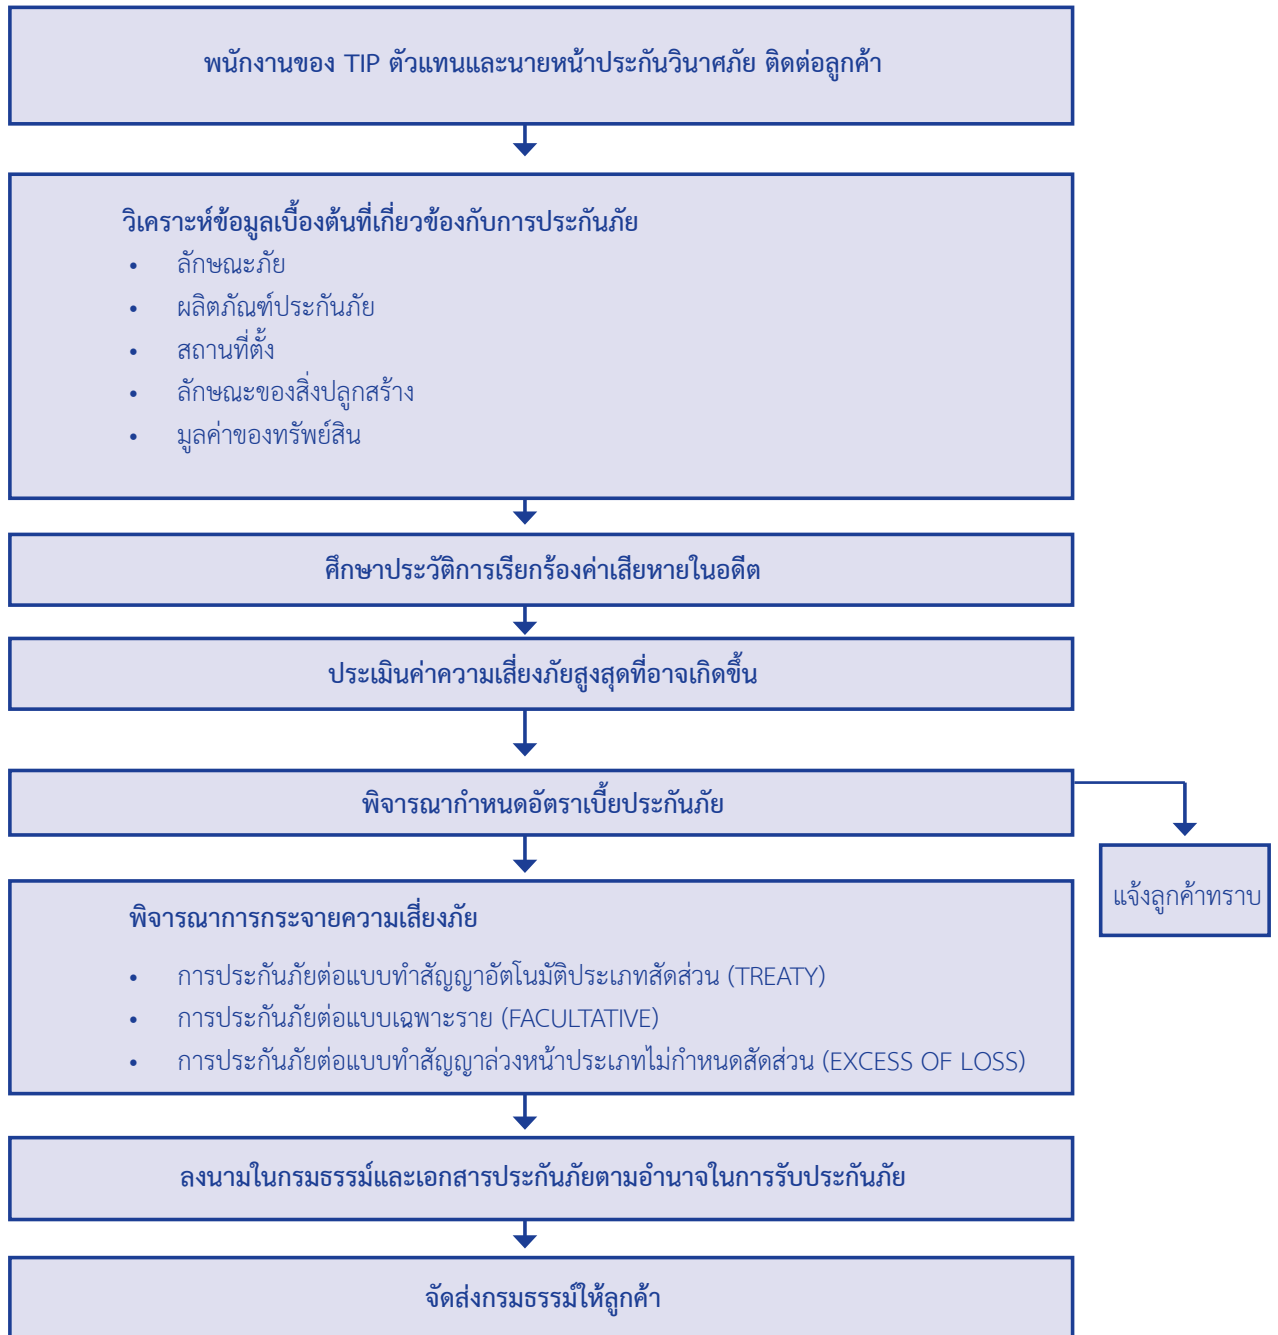 พนักงานของ TIP ตัวแทนและนายหน้าประกันวินาศภัย ติดต่อลูกค้า
วิเคราะห์ข้อมูลเบื้องต้นที่เกี่ยวข้องกับการประกันภัย
• ลักษณะภัย
• ผลิตภัณฑ์ประกันภัย
• สถานที่ตั้ง
• ลักษณะของสิ่งปลูกสร้าง
• มูลค่าของทรัพย์สิน
ศึกษาประวัติการเรียกร้องค่าเสียหายในอดีต
ประเมินค่าความเสี่ยงภัยสูงสุดที่อาจเกิดขึ้น
พิจารณากำหนดอัตราเบี้ยประกันภัย
แจ้งลูกค้าทราบ
พิจารณาการกระจายความเสี่ยงภัย
• การประกันภัยต่อแบบทำสัญญาอัตโนมัติประเภทสัดส่วน (TREATY)
• การประกันภัยต่อแบบเฉพาะราย (FACULTATIVE)
• การประกันภัยต่อแบบทำสัญญาล่วงหน้าประเภทไม่กำหนดสัดส่วน (EXCESS OF LOSS)
ลงนามในกรมธรรม์และเอกสารประกันภัยตามอำนาจในการรับประกันภัย
จัดส่งกรมธรรม์ให้ลูกค้า